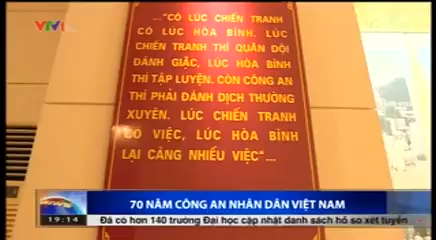 VTV1
..."CÓ LÚC CHIẾN TRANH
CÓ LÚC HÒA BÌNH. LÚC
CHIẾN TRANH THÌ QUÂN ĐỘI
ĐÁNH GIẶC, LÚC HÒA BÌNH
THÌ TẬP LUYỆN. CÒN CÔNG AN
THÌ PHẢI ĐÁNH ĐỊCH THƯỜNG
XUYÊN. LÚC CHIẾN TRANH
CÓ VIỆC, LÚC HÒA BÌNH
LẠI CÀNG NHIỀU VIỆC"...
70 NĂM CÔNG AN NHÂN DÂN VIỆT NAM
19:14
Đã có hơn 140 trường Đại học cập nhật danh sách hồ sơ xét tuyển